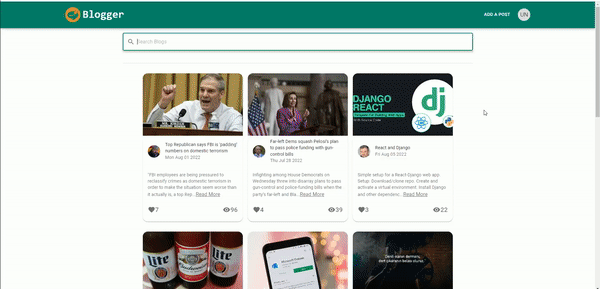 Blogger
ADD A POST
UN
Search Blogs
DJANGO
REACT
dj
Top Republican says FBI is 'padding'
numbers on domestic terrorism
Mon Aug 01 2022
Far-left Dems squash Pelosi's plan
to pass police funding with gun
control bills
Thu Jul 28 2022
React and Django
Fri Aug 05 2022
"FBI employees are being pressured to
reclassify crimes as domestic terrorism in
order to make the situation seem worse than
it actually is, a top Rep...Read More
Infighting among House Democrats on
Wednesday threw into disarray plans to pass
gun-control and police funding bills when the
party's far-left and Bla...Read More
Simple setup for a React-Django web app
Setup. Download/clone repo. Create and
activate a virtual environment. Install Django
and other dependenc...Read More
7
96
4
39
3
22
Lite
Budweiser
Lite